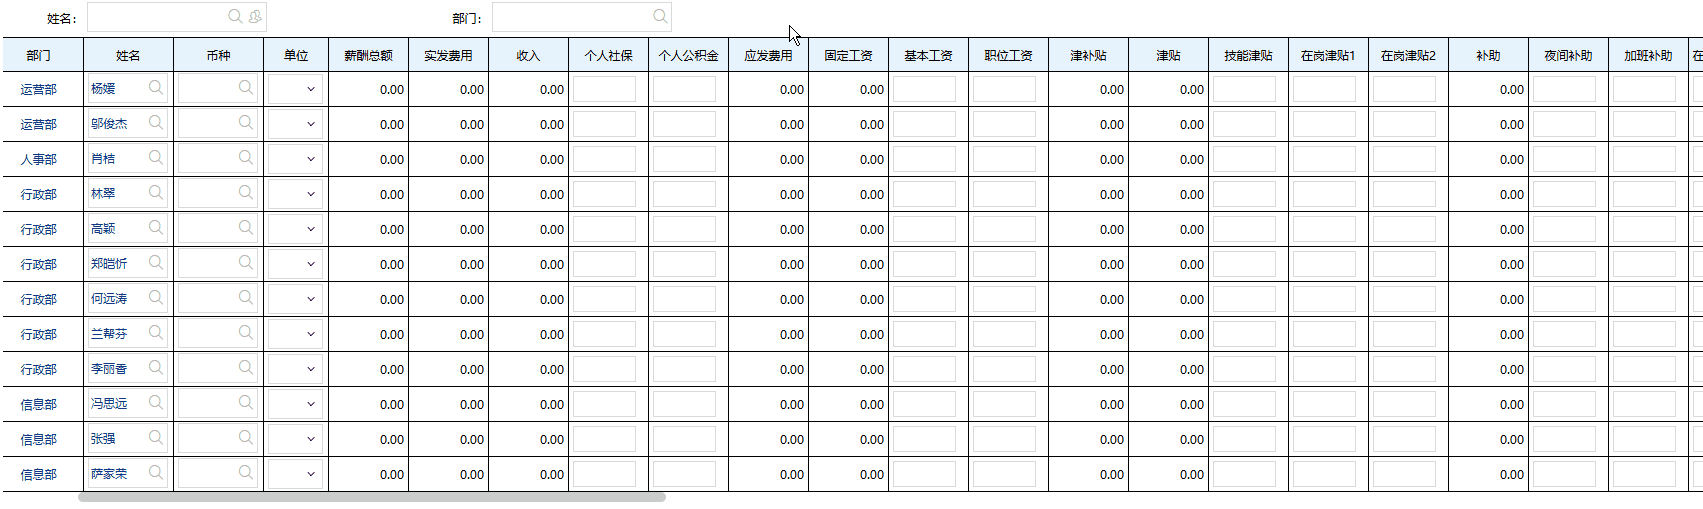 姓名： 部门：
部门 姓名 币种 单位 薪酬总额 实发费用 收入 个人社保 个人公积金 应发费用 固定工资 基本工资 职位工资 津补贴 津贴 技能津贴 在岗津贴1 在岗津贴2 补助 夜间补助 加班补助 在
运营部 杨媛 0.00 0.00 0.00 0.00 0.00 0.00 0.00 0.00
运营部 邬俊杰 0.00 0.00 0.00 0.00 0.00 0.00 0.00 0.00
人事部 肖桔 0.00 0.00 0.00 0.00 0.00 0.00 0.00 0.00
行政部 林翠 0.00 0.00 0.00 0.00 0.00 0.00 0.00 0.00
行政部 高颖 0.00 0.00 0.00 0.00 0.00 0.00 0.00 0.00
行政部 郑皑忻 0.00 0.00 0.00 0.00 0.00 0.00 0.00 0.00
行政部 何远涛 0.00 0.00 0.00 0.00 0.00 0.00 0.00 0.00
行政部 兰帮芬 0.00 0.00 0.00 0.00 0.00 0.00 0.00 0.00
行政部 李丽香 0.00 0.00 0.00 0.00 0.00 0.00 0.00 0.00
信息部 冯思远 0.00 0.00 0.00 0.00 0.00 0.00 0.00 0.00
信息部 张强 0.00 0.00 0.00 0.00 0.00 0.00 0.00 0.00
信息部 萨家荣 0.00 0.00 0.00 0.00 0.00 0.00 0.00 0.00